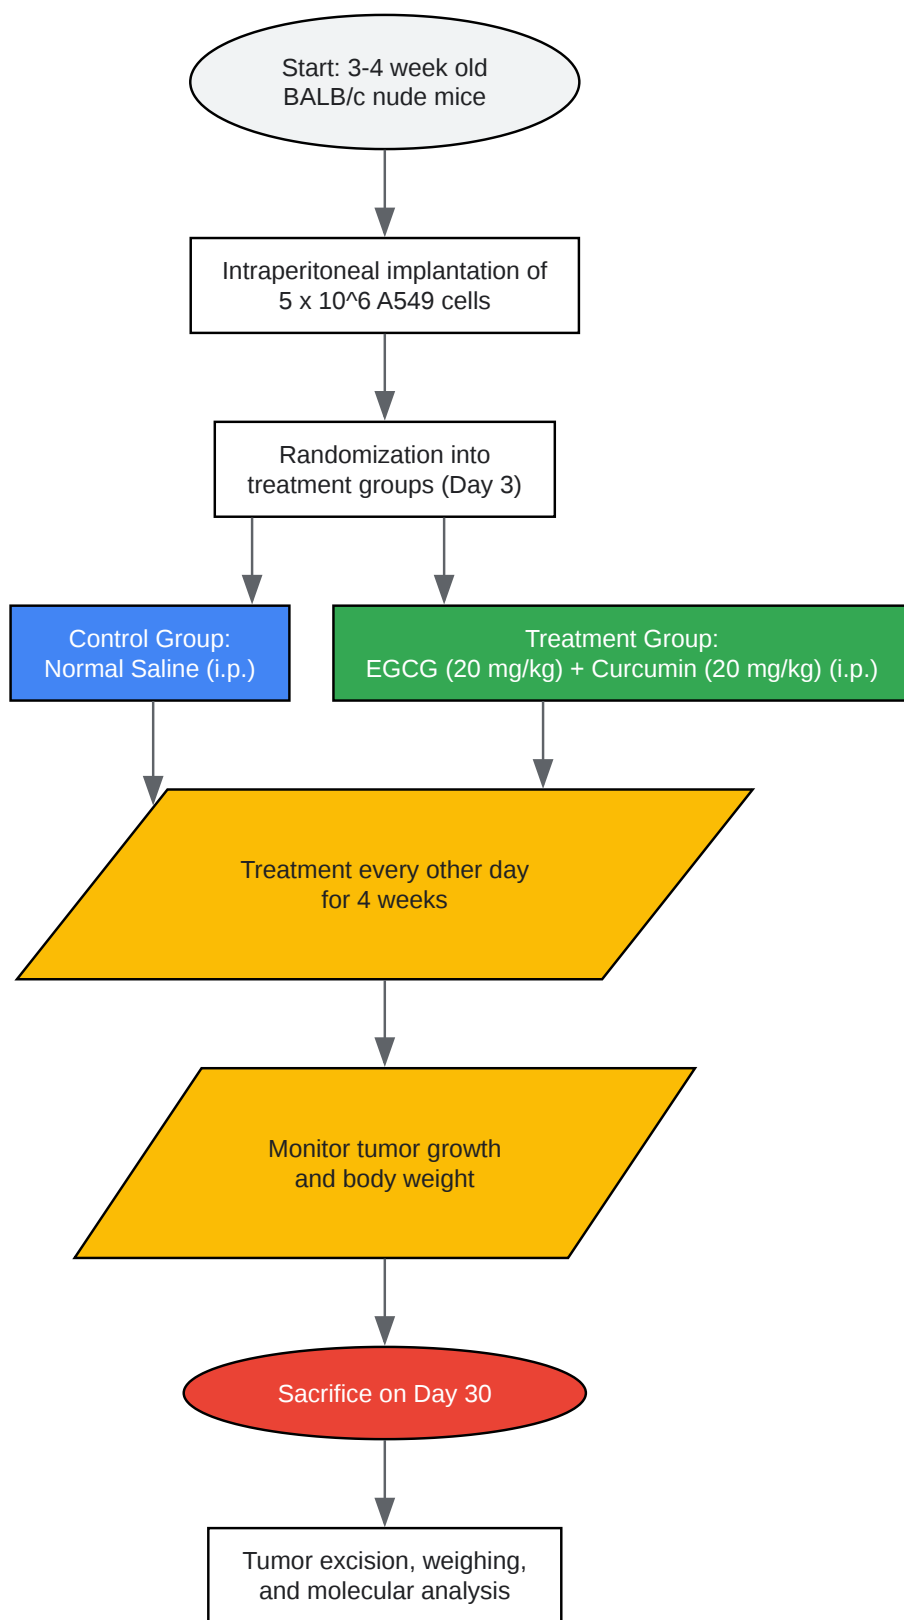 Start: 3-4 week old
BALB/c nude mice
Intraperitoneal implantation of
5 x 10^6 A549 cells
Randomization into
treatment groups (Day 3)
Control Group:
Normal Saline (i.p.)
Treatment Group:
EGCG (20 mg/kg) + Curcumin (20 mg/kg) (i.p.)
Treatment every other day
for 4 weeks
Monitor tumor growth
and body weight
Sacrifice on Day 30
Tumor excision, weighing,
and molecular analysis